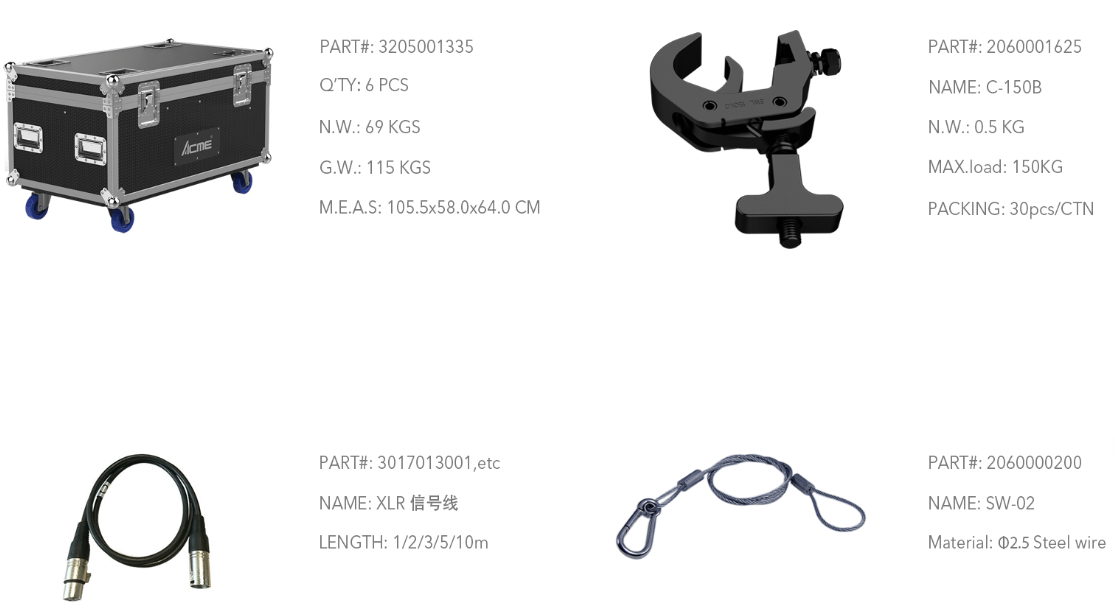 PART#: 3205001335
Q'TY: 6 PCS
N.W.: 69 KGS
G.W.: 115 KGS
M.E.A.S: 105.5x58.0x64.0 CM
ACME
PART#: 2060001625
NAME: C-150B
N.W.: 0.5 KG
MAX.load: 150KG
PACKING: 30pcs/CTN
PART#: 3017013001,etc
NAME: XLR 信号线
LENGTH: 1/2/3/5/10m
PART#: 2060000200
NAME: SW-02
Material: Φ2.5 Steel wire